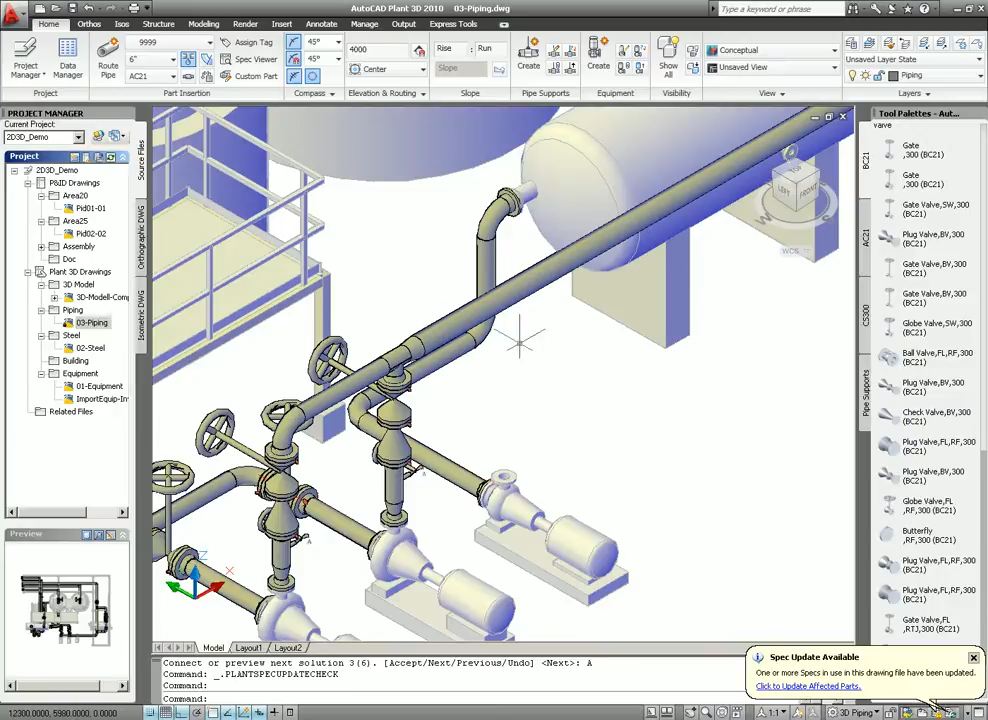 AutoCAD Plant 3D 2010 03-Piping.dwg
Type a keyword or phrase
Home Orthos Isos Structure Modeling Render Insert Annotate Manage Output Express Tools
Project Manager
Data Manager
Route Pipe
9999
6"
AC21
Assign Tag
Spec Viewer
Custom Part
45°
45°
4000
Center
Rise : Run
Slope
Create
Create
Show All
Conceptual
Unsaved View
Unsaved Layer State
Piping
Project Part Insertion Compass Elevation & Routing Slope Pipe Supports Equipment Visibility View Layers
PROJECT MANAGER
Current Project:
2D3D_Demo
Project
2D3D_Demo
P&ID Drawings
Area20
Pid01-01
Area25
Pid02-02
Assembly
Doc
Plant 3D Drawings
3D Model
3D-Modell-Com
Piping
03-Piping
Steel
02-Steel
Building
Equipment
01-Equipment
ImportEquip-In
Related Files
Source Files
Orthographic DWG
Isometric DWG
Preview
TOP
LEFT
FRONT
W
S
WCS
Z
X
Tool Palettes - Aut...
valve
BC21
AC21
CS300
Pipe Supports
Gate
,300 (BC21)
Gate
,300 (BC21)
Gate Valve,SW,300
(BC21)
Plug Valve,BV,300
(BC21)
Gate Valve,BV,300
(BC21)
Gate Valve,BV,300
(BC21)
Globe Valve,SW,300
(BC21)
Ball Valve,FL,RF,300
(BC21)
Plug Valve,BV,300
(BC21)
Check Valve,BV,300
(BC21)
Plug Valve,FL,RF,300
(BC21)
Plug Valve,BV,300
(BC21)
Globe Valve,FL
,RF,300 (BC21)
Butterfly
,RF,300 (BC21)
Plug Valve,FL,RF,300
(BC21)
Plug Valve,FL,RF,300
(BC21)
Gate Valve,FL
,RTJ,300 (BC21)
Model Layout1 Layout2
Connect or preview next solution 3(6). [Accept/Next/Previous/Undo] <Next>: A
Command: _.PLANTSPECUPDATECHECK
Command:
Command:
Spec Update Available
One or more Specs in use in this drawing file have been updated.
Click to Update Affected Parts.
12300.0000, 5980.0000, 0.0000
1:1
3D Piping